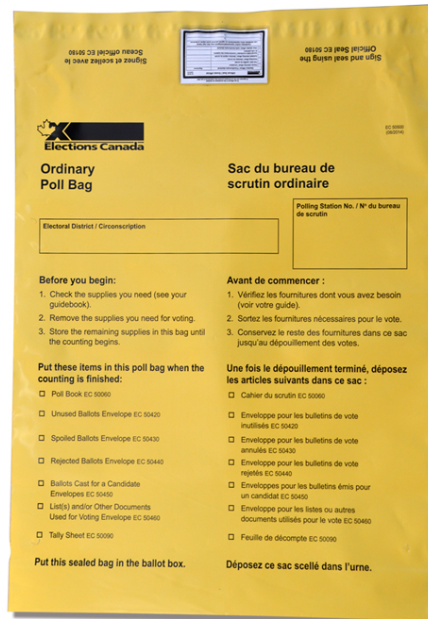 Signez et scellez avec le
Sceau officiel EC 50180
Sign and seal using the
Official Seal EC 50180
Elections Canada
Ordinary
Poll Bag
Sac du bureau de
scrutin ordinaire
Electoral District / Circonscription
Polling Station No. / Nº du bureau
de scrutin
Before you begin:
1. Check the supplies you need (see your
guidebook).
2. Remove the supplies you need for voting.
3. Store the remaining supplies in this bag until
the counting begins.
Put these items in this poll bag when the
counting is finished:
Poll Book EC 50060
Unused Ballots Envelope EC 50420
Spoiled Ballots Envelope EC 50430
Rejected Ballots Envelope EC 50440
Ballots Cast for a Candidate
Envelopes EC 50450
List(s) and/or Other Documents
Used for Voting Envelope EC 50460
Tally Sheet EC 50090
Put this sealed bag in the ballot box.
Avant de commencer :
1. Vérifiez les fournitures dont vous avez besoin
(voir votre guide).
2. Sortez les fournitures nécessaires pour le vote.
3. Conservez le reste des fournitures dans ce sac
jusqu'au dépouillement des votes.
Une fois le dépouillement terminé, déposez
les articles suivants dans ce sac :
Cahier du scrutin EC 50060
Enveloppe pour les bulletins de vote
inutilisés EC 50420
Enveloppe pour les bulletins de vote
annulés EC 50430
Enveloppe pour les bulletins de vote
rejetés EC 50440
Enveloppes pour les bulletins émis pour
un candidat EC 50450
Enveloppe pour les listes ou autres
documents utilisés pour le vote EC 50460
Feuille de décompte EC 50090
Déposez ce sac scellé dans l'urne.